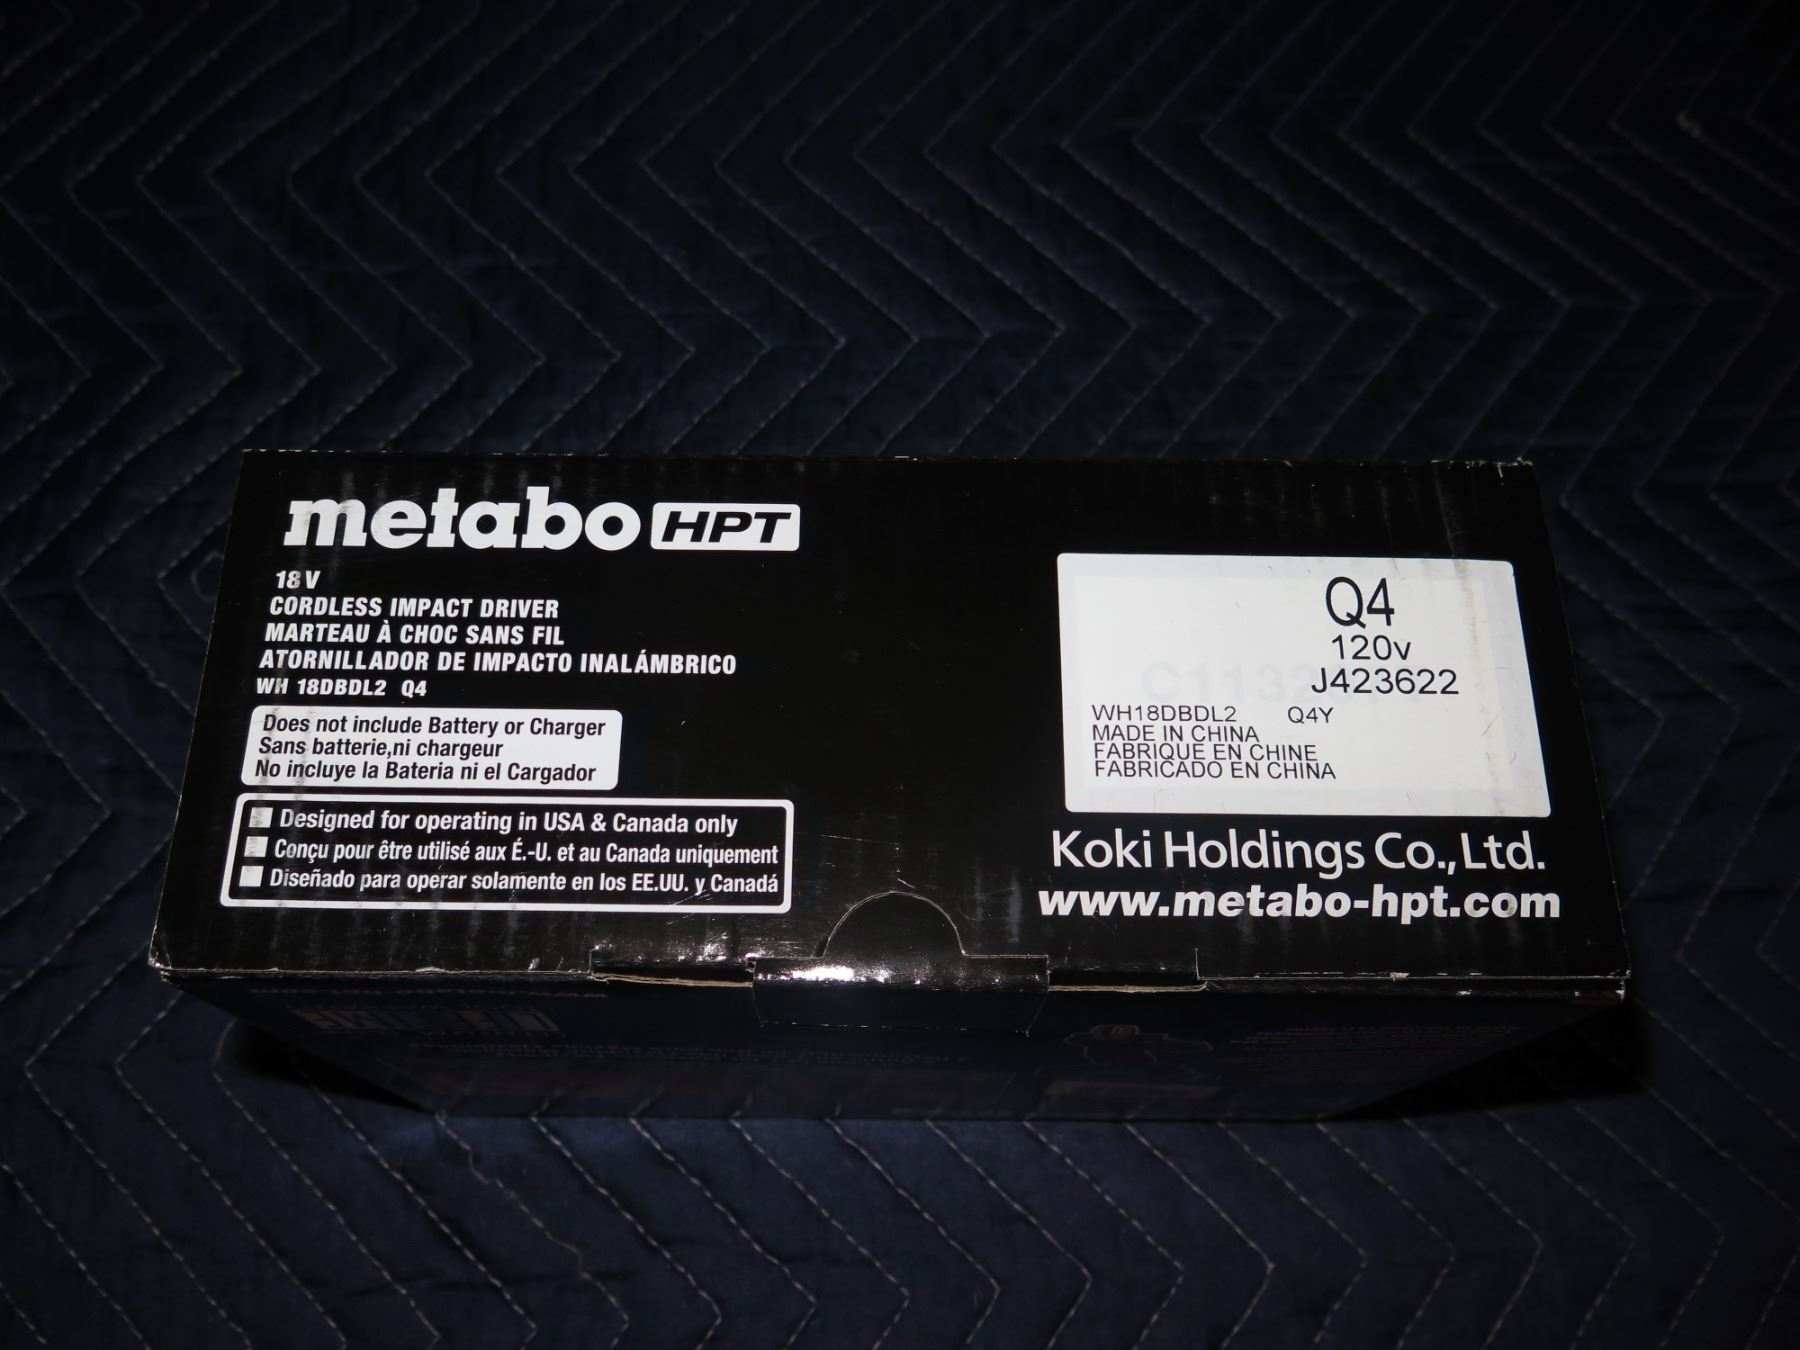 metabo HPT
18 V
CORDLESS IMPACT DRIVER
MARTEAU À CHOC SANS FIL
ATORNILLADOR DE IMPACTO INALÁMBRICO
WH 18DBDL2 Q4
Does not include Battery or Charger
Sans batterie,ni chargeur
No incluye la Bateria ni el Cargador
Designed for operating in USA & Canada only
Conçu pour être utilisé aux É.-U. et au Canada uniquement
Diseñado para operar solamente en los EE.UU. y Canadá
Q4
120v
J423622
WH18DBDL2 Q4Y
MADE IN CHINA
FABRIQUE EN CHINE
FABRICADO EN CHINA
Koki Holdings Co., Ltd.
www.metabo-hpt.com